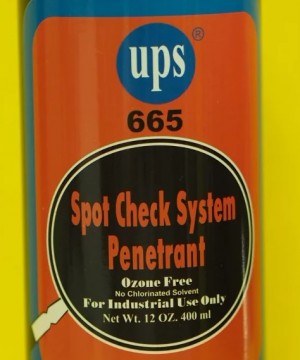 ups®
665
Spot Check System
Penetrant
Ozone Free
No Chlorinated Solvent
For Industrial Use Only
Net Wt. 12 OZ. 400 ml